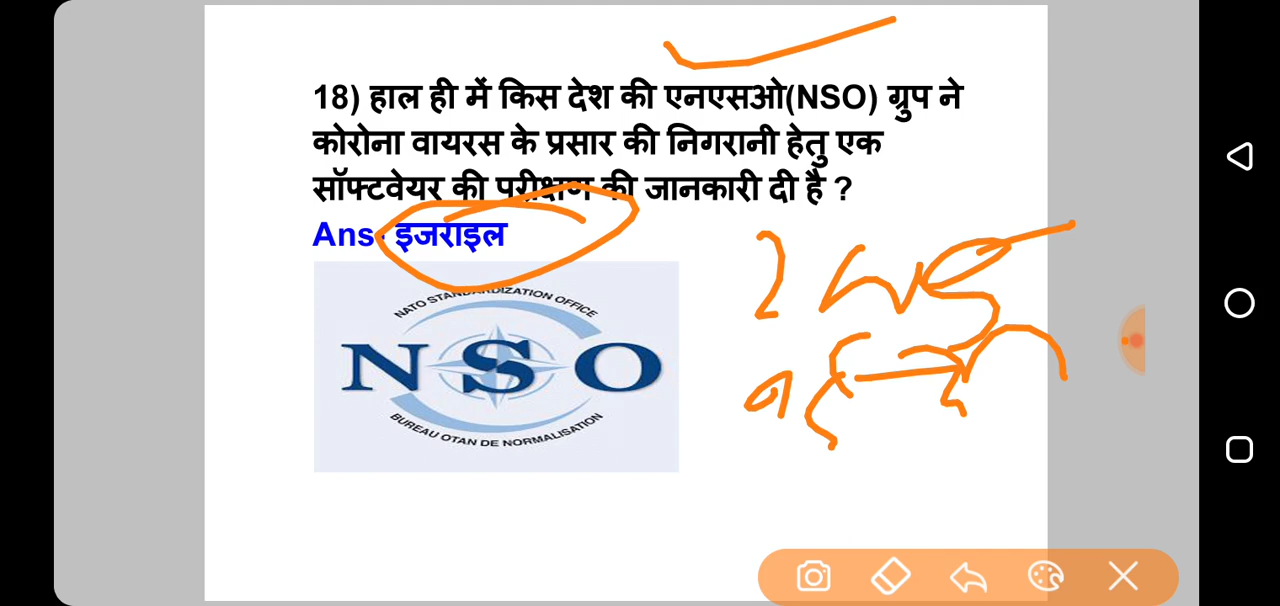 18) हाल ही में किस देश की एनएसओ(NSO) ग्रुप ने
कोरोना वायरस के प्रसार की निगरानी हेतु एक
सॉफ्टवेयर की परीक्षण की जानकारी दी है ?
Ans- इजराइल
NATO STANDARDIZATION OFFICE
NSO
BUREAU OTAN DE NORMALISATION